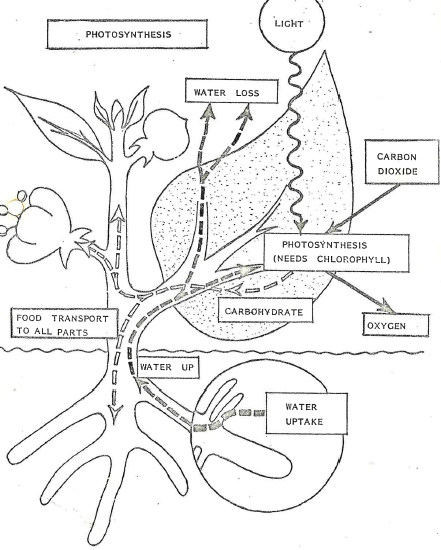 PHOTOSYNTHESIS
LIGHT
WATER LOSS
CARBON
DIOXIDE
PHOTOSYNTHESIS
(NEEDS CHLOROPHYLL)
CARBOHYDRATE
OXYGEN
FOOD TRANSPORT
TO ALL PARTS
WATER UP
WATER
UPTAKE